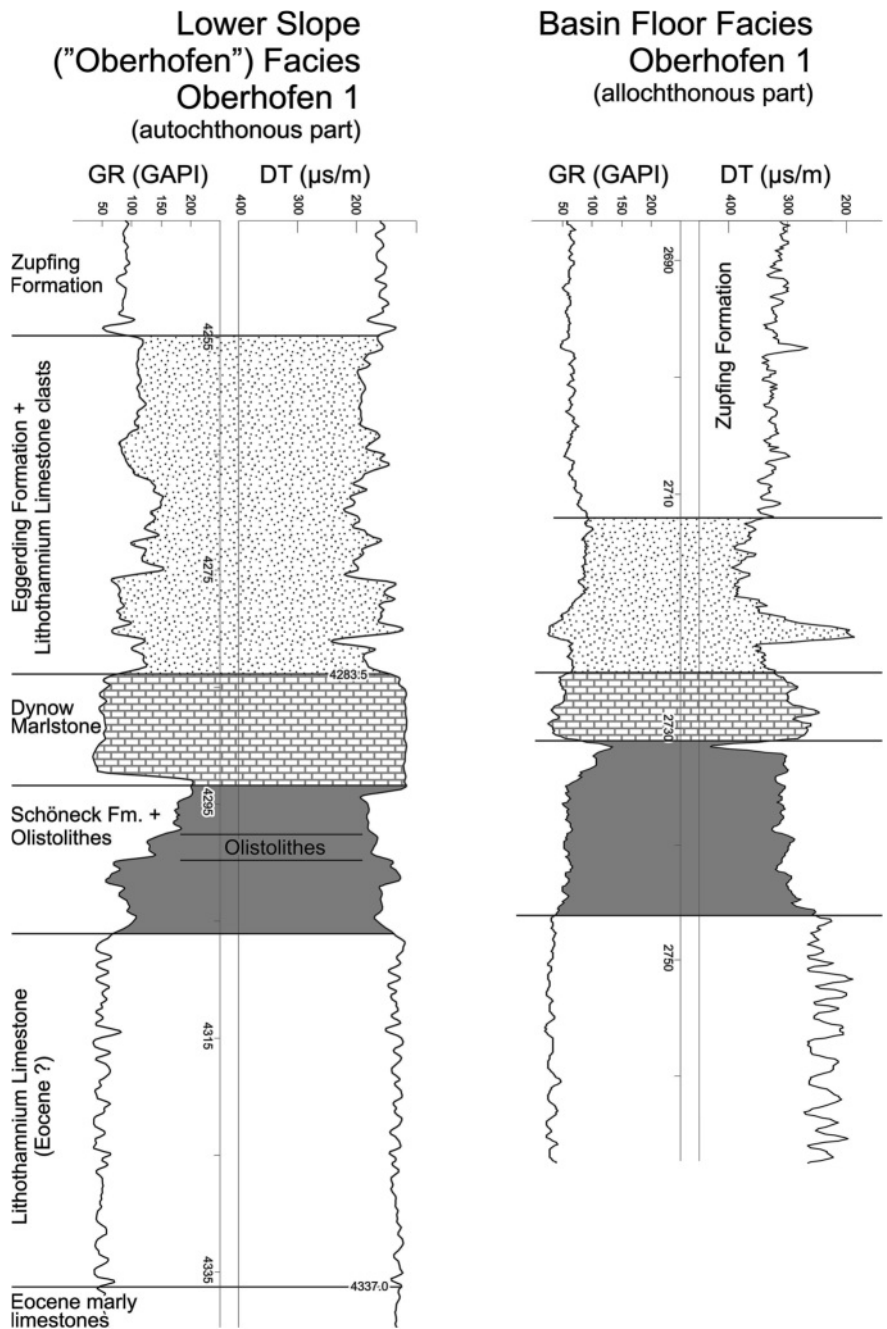 Lower Slope
("Oberhofen") Facies
Oberhofen 1
(autochthonous part)
GR (GAPI)
DT (µs/m)
50
100
150
200
400
300
200
Zupfing
Formation
4255
Eggerding Formation +
Lithothamnium Limestone clasts
4275
4283.5
Dynow
Marlstone
4295
Schöneck Fm. +
Olistolithes
Olistolithes
4315
Lithothamnium Limestone
(Eocene ?)
4335
4337.0
Eocene marly
limestones
Basin Floor Facies
Oberhofen 1
(allochthonous part)
GR (GAPI)
DT (µs/m)
50
100
150
200
400
300
200
2690
Zupfing Formation
2710
2730
2750